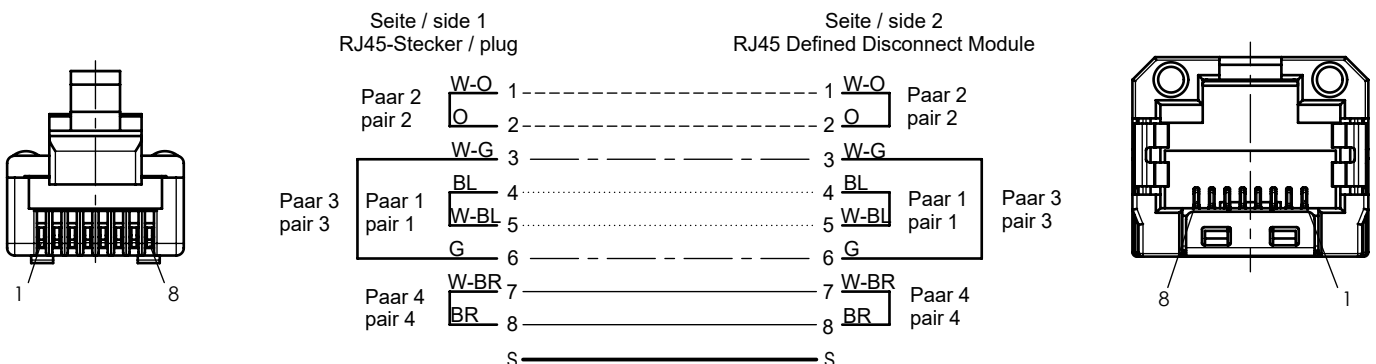 Seite / side 1
RJ45-Stecker / plug
Seite / side 2
RJ45 Defined Disconnect Module
Paar 2
pair 2
W-O 1
O 2
W-G 3
Paar 3
pair 3
Paar 1
pair 1
BL 4
W-BL 5
G 6
Paar 4
pair 4
W-BR 7
BR 8
S
1 W-O
2 O
Paar 2
pair 2
3 W-G
4 BL
5 W-BL
Paar 1
pair 1
Paar 3
pair 3
6 G
7 W-BR
8 BR
Paar 4
pair 4
S
1 8
8 1